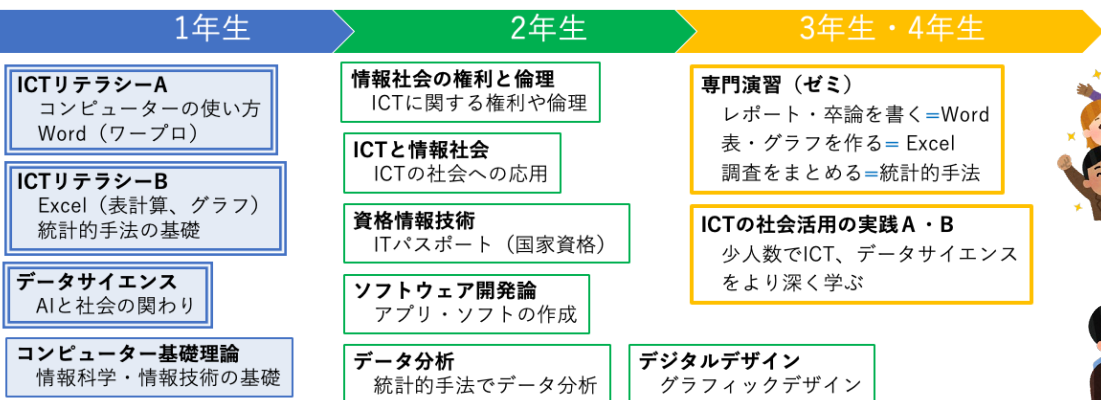 1年生
2年生
3年生・4年生
ICTリテラシーA
コンピューターの使い方
Word（ワープロ）
ICTリテラシーB
Excel（表計算、グラフ）
統計的手法の基礎
データサイエンス
AIと社会の関わり
コンピューター基礎理論
情報科学・情報技術の基礎
情報社会の権利と倫理
ICTに関する権利や倫理
ICTと情報社会
ICTの社会への応用
資格情報技術
ITパスポート（国家資格）
ソフトウェア開発論
アプリ・ソフトの作成
データ分析
統計的手法でデータ分析
デジタルデザイン
グラフィックデザイン
専門演習（ゼミ）
レポート・卒論を書く=Word
表・グラフを作る= Excel
調査をまとめる=統計的手法
ICTの社会活用の実践A・B
少人数でICT、データサイエンス
をより深く学ぶ